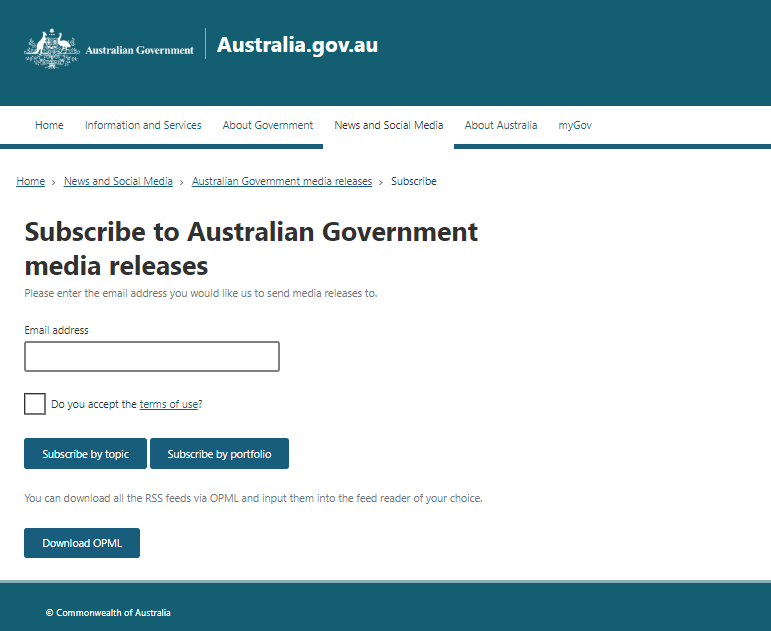 Australian Government
Australia.gov.au
Home
Information and Services
About Government
News and Social Media
About Australia
myGov
Home › News and Social Media › Australian Government media releases › Subscribe
Subscribe to Australian Government
media releases
Please enter the email address you would like us to send media releases to.
Email address
Do you accept the terms of use?
Subscribe by topic
Subscribe by portfolio
You can download all the RSS feeds via OPML and input them into the feed reader of your choice.
Download OPML
© Commonwealth of Australia